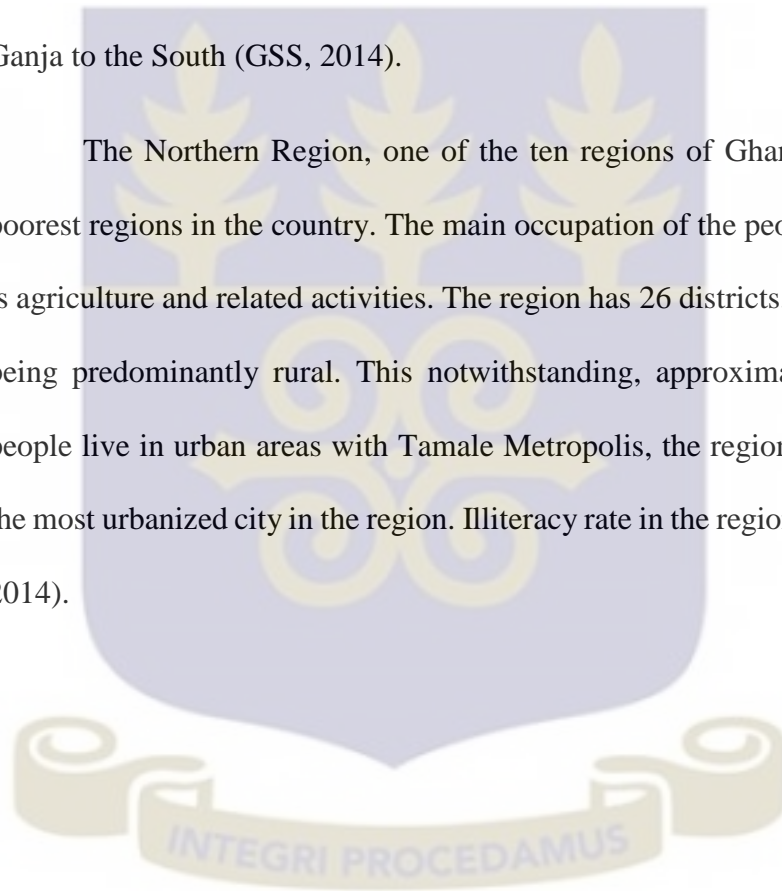 Ganja to the South (GSS, 2014).
The Northern Region, one of the ten regions of Ghan
poorest regions in the country. The main occupation of the peo
is agriculture and related activities. The region has 26 districts
being predominantly rural. This notwithstanding, approxima
people live in urban areas with Tamale Metropolis, the region
the most urbanized city in the region. Illiteracy rate in the region
2014).
INTEGRI PROCEDAMUS